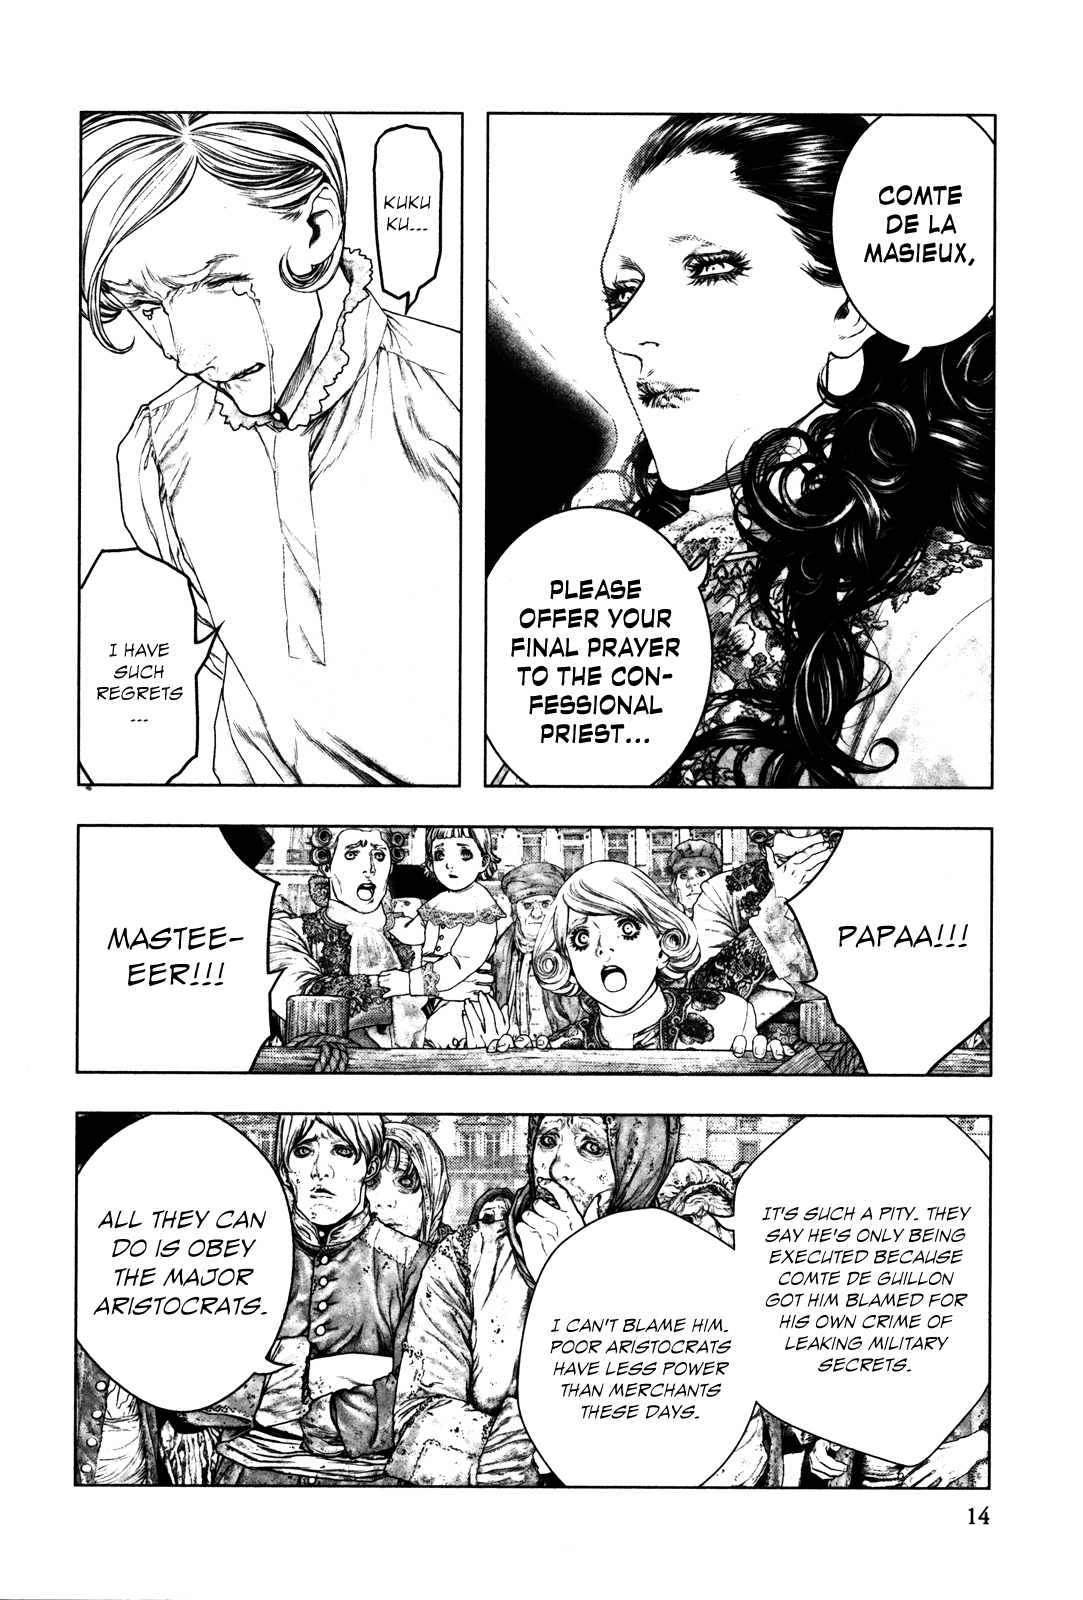 COMTE
DE LA
MASIEUX,
PLEASE
OFFER YOUR
FINAL PRAYER
TO THE CON-
FESSIONAL
PRIEST...
KUKU
KU...
I HAVE
SUCH
REGRETS
...
PAPAA!!!
MASTEE-
EER!!!
IT'S SUCH A PITY. THEY
SAY HE'S ONLY BEING
EXECUTED BECAUSE
COMTE DE GUILLON
GOT HIM BLAMED FOR
HIS OWN CRIME OF
LEAKING MILITARY
SECRETS.
I CAN'T BLAME HIM.
POOR ARISTOCRATS
HAVE LESS POWER
THAN MERCHANTS
THESE DAYS.
ALL THEY CAN
DO IS OBEY
THE MAJOR
ARISTOCRATS.
14